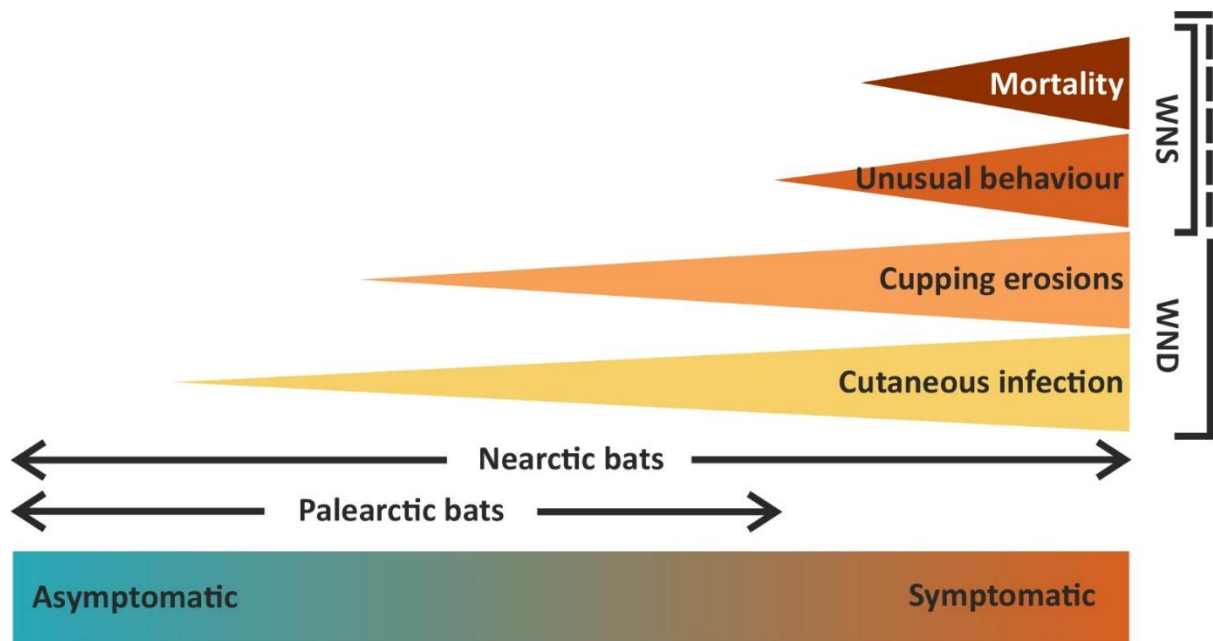 Mortality
Unusual behaviour
Cupping erosions
Cutaneous infection
WNS
WND
Nearctic bats
Palearctic bats
Asymptomatic
Symptomatic